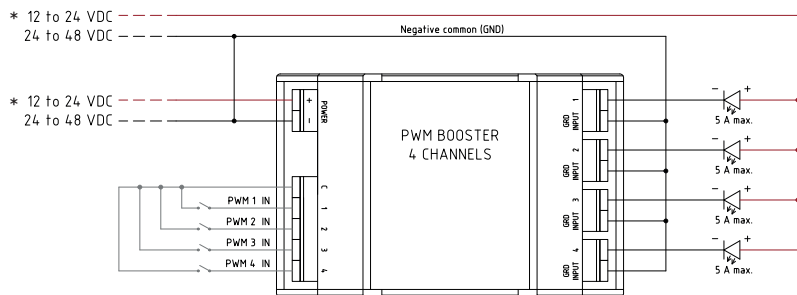 * 12 to 24 VDC
24 to 48 VDC
Negative common (GND)
* 12 to 24 VDC
24 to 48 VDC
+
-
POWER
PWM BOOSTER
4 CHANNELS
C
1
2
3
4
PWM 1 IN
PWM 2 IN
PWM 3 IN
PWM 4 IN
1
GRD INPUT
2
GRD INPUT
3
GRD INPUT
4
GRD INPUT
- +
5 A max.
- +
5 A max.
- +
5 A max.
- +
5 A max.